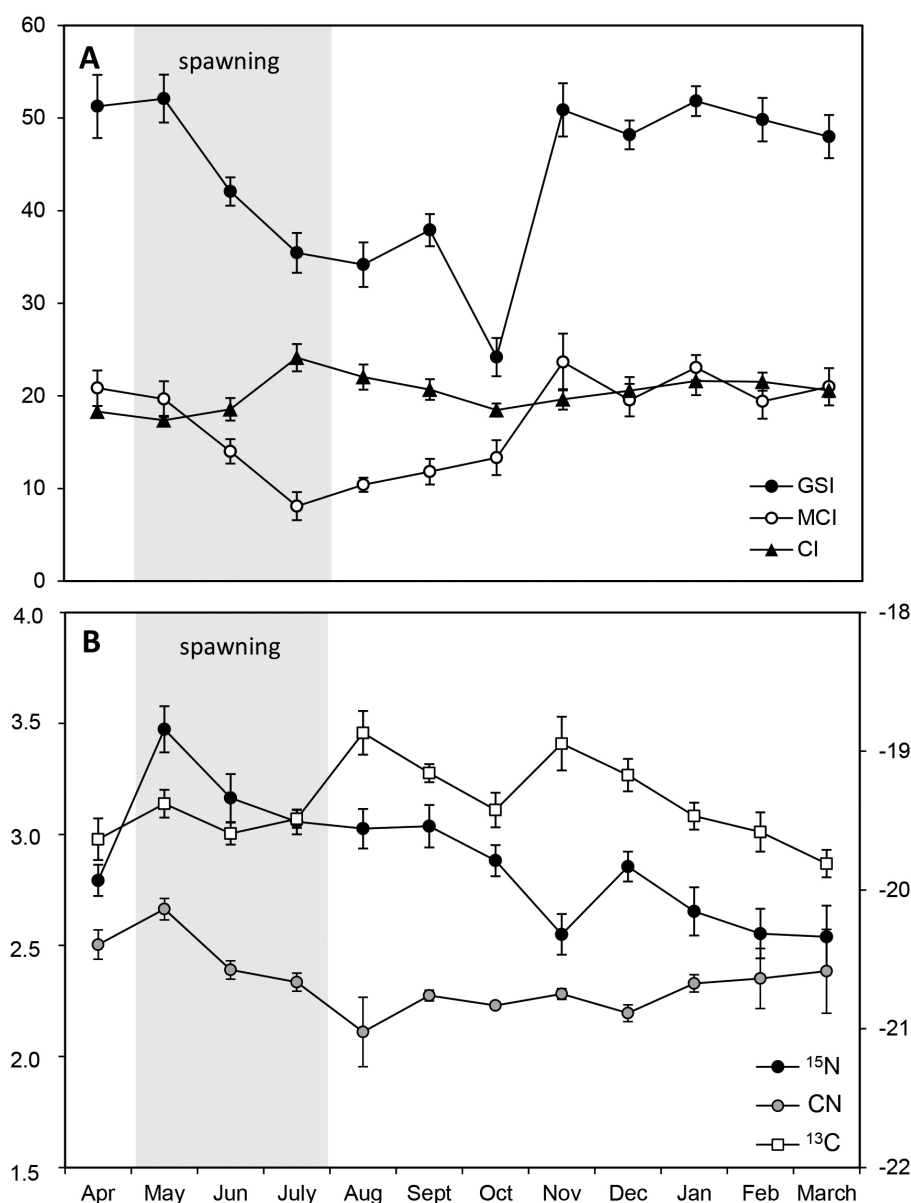 60
50
40
30
20
10
0
A
spawning
GSI
MCI
CI
4.0
3.5
3.0
2.5
2.0
1.5
B
spawning
-18
-19
-20
-21
-22
¹⁵N
CN
¹³C
Apr May Jun July Aug Sept Oct Nov Dec Jan Feb March